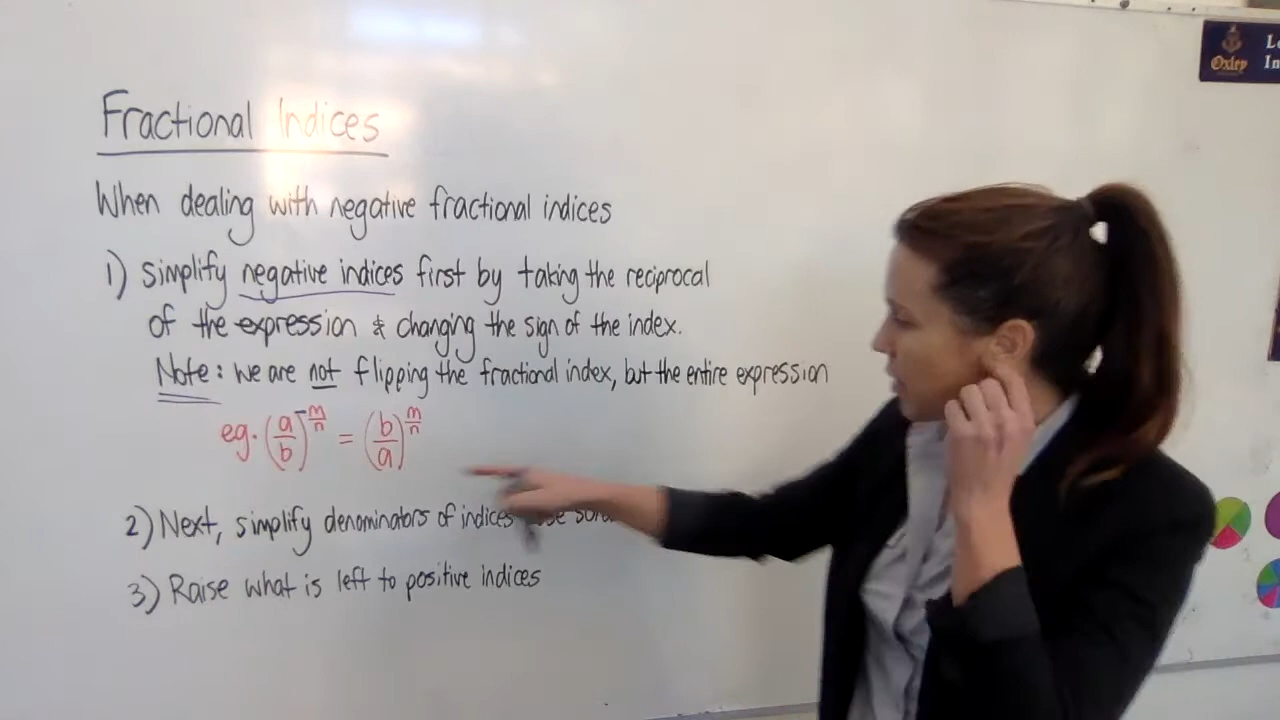 Fractional Indices
When dealing with negative fractional indices
1) simplify negative indices first by taking the reciprocal
of the expression & changing the sign of the index.
Note: we are not flipping the fractional index, but the entire expression
eg. (a/b)^-m/n = (b/a)^m/n
2) Next, simplify denominators of indices
3) Raise what is left to positive indices
Oxley